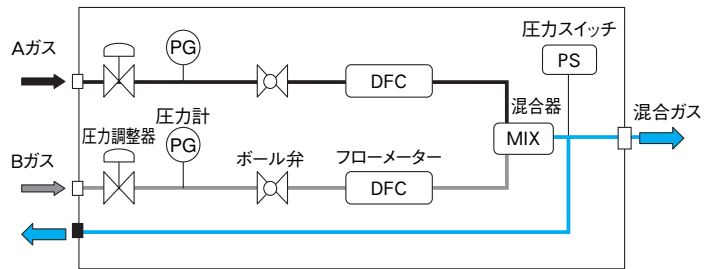 圧力スイッチ
Aガス
PG
DFC
PS
圧力計
混合器
混合ガス
MIX
圧力調整器
PG
ボール弁
フローメーター
Bガス
DFC